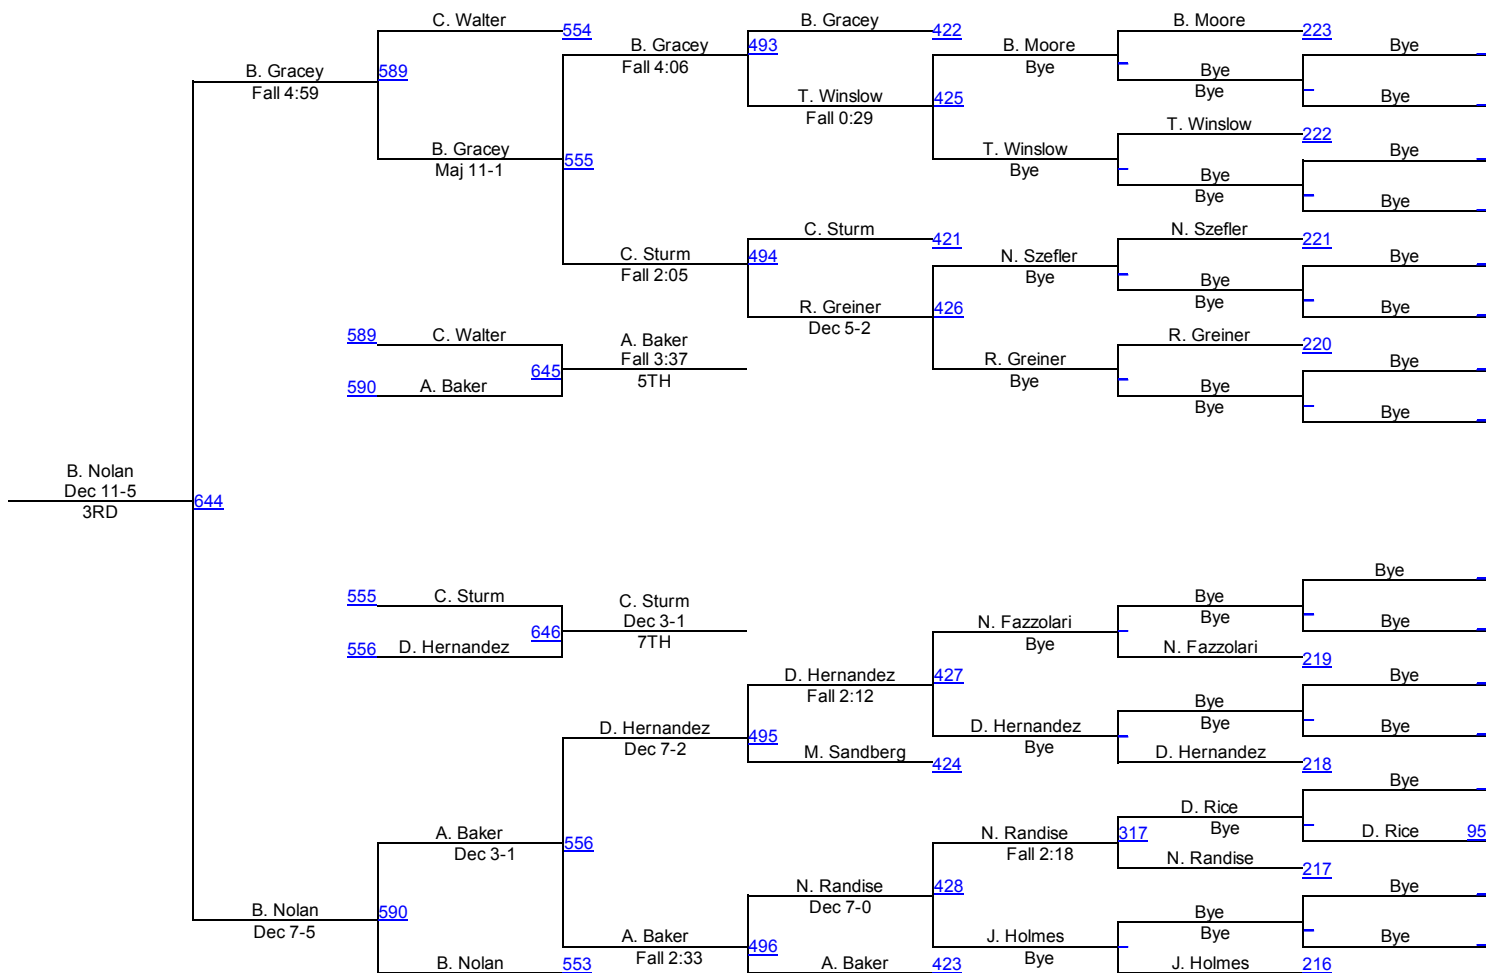 C. Walter 554 B. Gracey 422 B. Moore 223
B. Gracey 493 B. Moore Bye
B. Gracey 589 Fall 4:06 Bye Bye
Fall 4:59 T. Winslow 425 Bye Bye
Fall 0:29 T. Winslow 222
B. Gracey 555 T. Winslow Bye
Maj 11-1 Bye Bye
Bye Bye
C. Sturm 421 N. Szefler 221
C. Sturm 494 N. Szefler Bye
Fall 2:05 Bye Bye
R. Greiner 426 Bye Bye
Dec 5-2
589 C. Walter A. Baker R. Greiner 220
Fall 3:37 R. Greiner Bye
645 5TH Bye Bye
590 A. Baker Bye Bye
B. Nolan
Dec 11-5
3RD 644
Bye
555 C. Sturm C. Sturm Bye
Dec 3-1 N. Fazzolari Bye Bye
646 7TH Bye
556 D. Hernandez N. Fazzolari 219
D. Hernandez 427 Bye
Fall 2:12 Bye
D. Hernandez 495 D. Hernandez Bye Bye
Dec 7-2 M. Sandberg 424 Bye D. Hernandez 218
Bye
D. Rice
A. Baker 556 N. Randise 317 Bye D. Rice 95
Dec 3-1 Fall 2:18 N. Randise 217
N. Randise 428 Bye
B. Nolan 590 Dec 7-0 Bye
Dec 7-5 A. Baker 496 J. Holmes Bye Bye
Fall 2:33 Bye
B. Nolan 553 A. Baker 423 J. Holmes 216